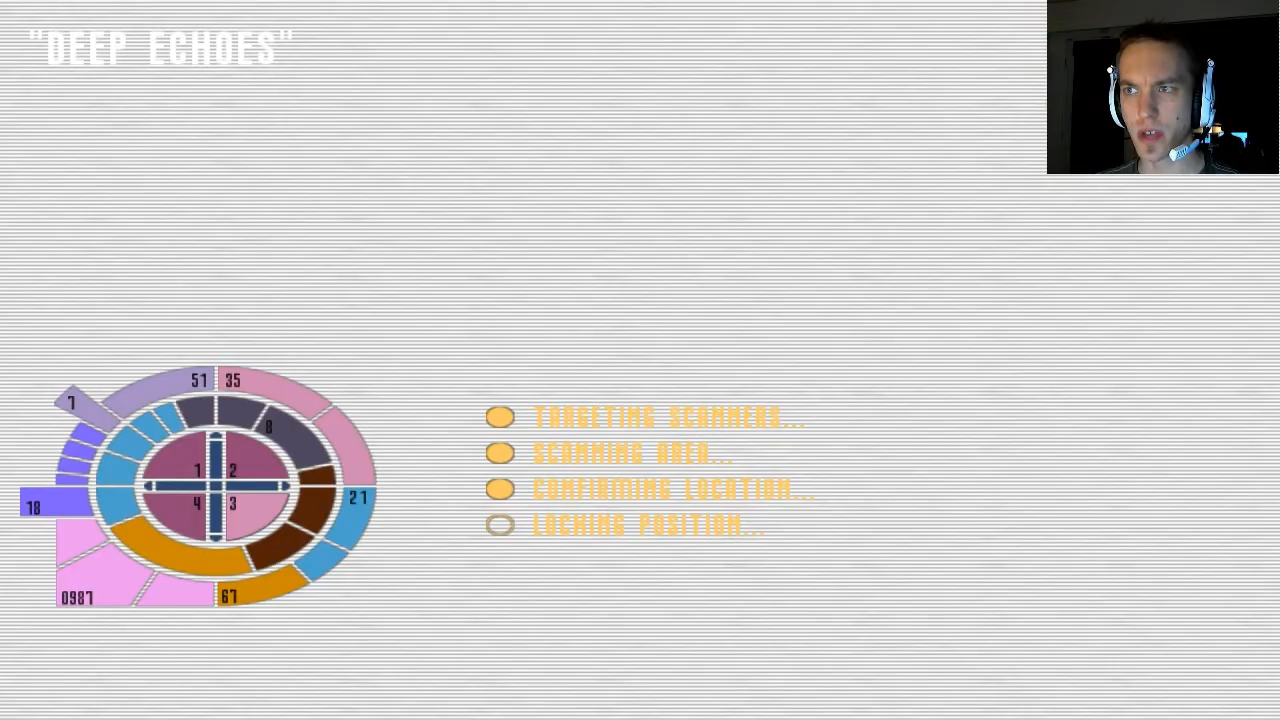 "DEEP ECHOES"
51 35
7
8
1 2
18
4 3
21
0987
67
TARGETING SCANNERS...
SCANNING AREA...
CONFIRMING LOCATION...
LOCKING POSITION...